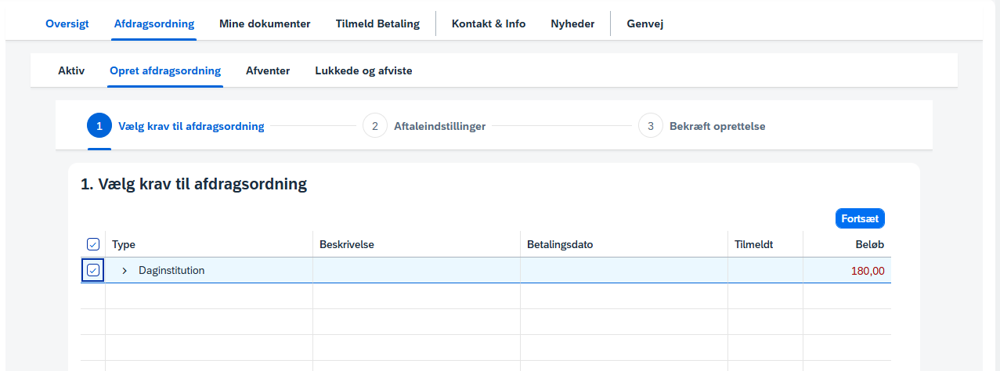 Oversigt Afdragsordning Mine dokumenter Tilmeld Betaling Kontakt & Info Nyheder Genvej
Aktiv Opret afdragsordning Afventer Lukkede og afviste
1 Vælg krav til afdragsordning 2 Aftaleindstillinger 3 Bekræft oprettelse
1. Vælg krav til afdragsordning
Fortsæt
Type Beskrivelse Betalingsdato Tilmeldt Beløb
Daginstitution 180,00